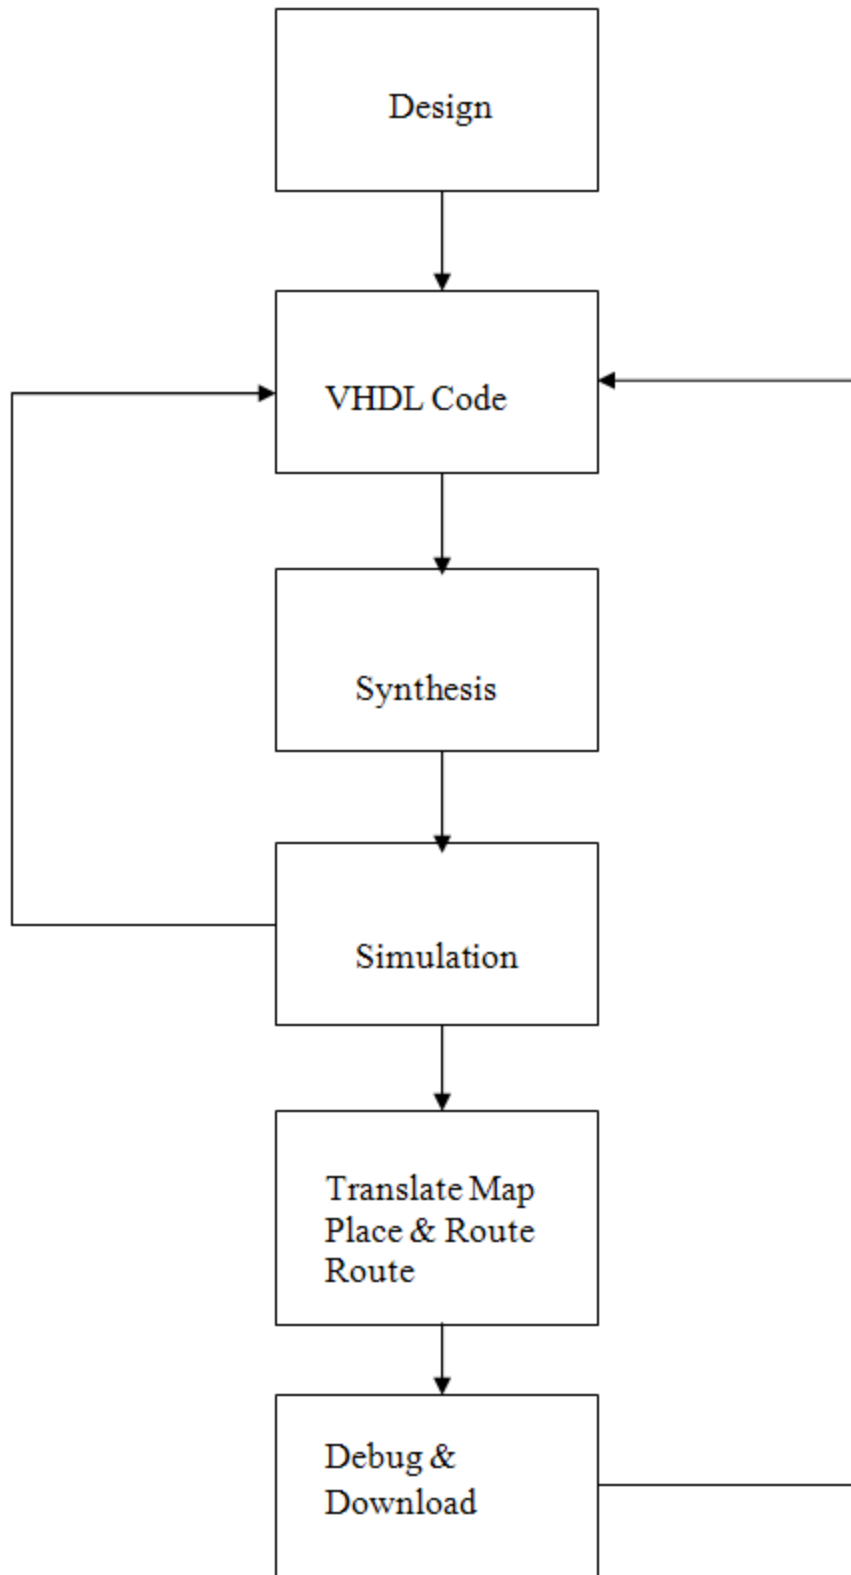 Design
VHDL Code
Synthesis
Simulation
Translate Map
Place & Route
Route
Debug &
Download